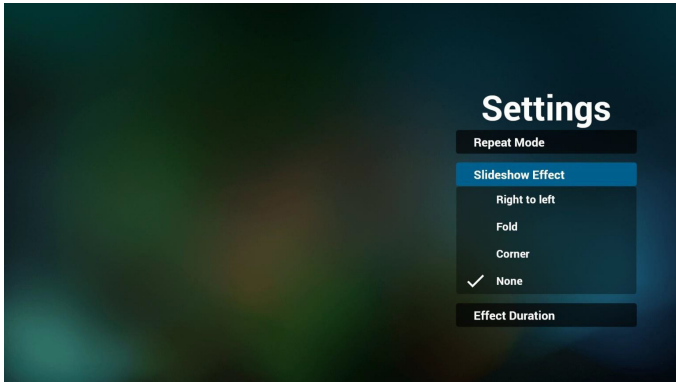 Settings
Repeat Mode
Slideshow Effect
Right to left
Fold
Corner
None
Effect Duration